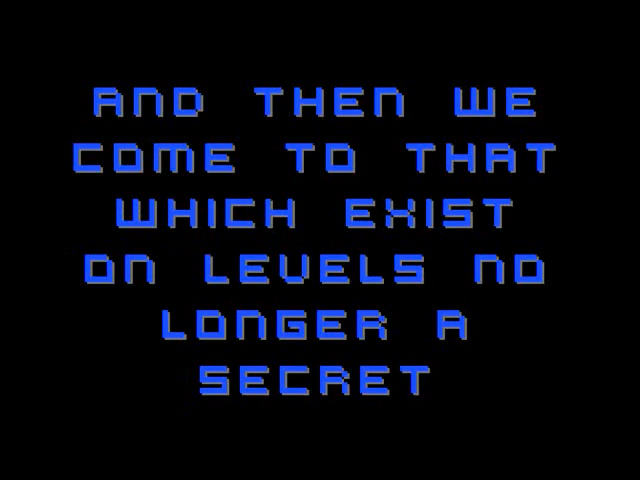 AND THEN WE
COME TO THAT
WHICH EXIST
ON LEVELS NO
LONGER A
SECRET